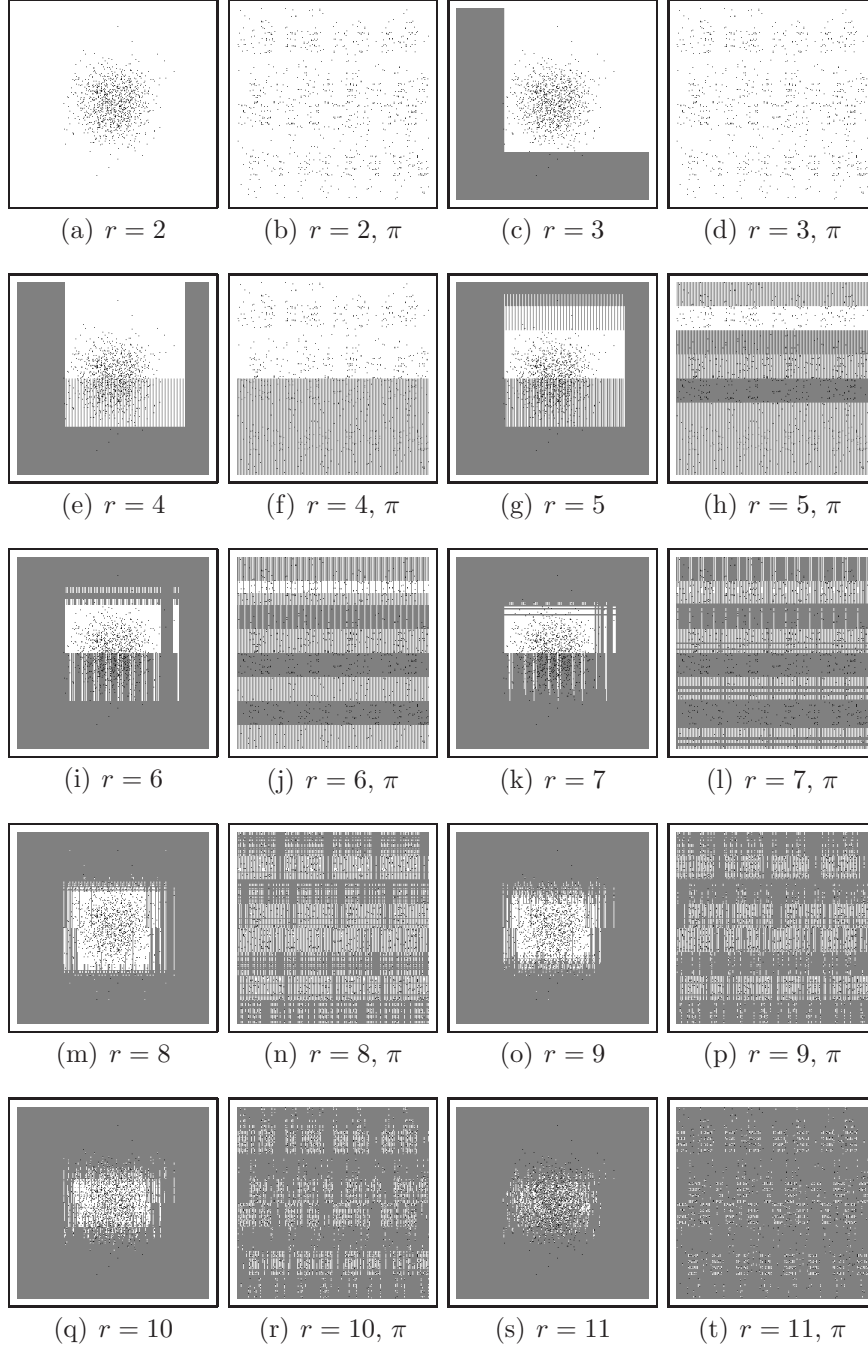 (a) r = 2
(b) r = 2, π
(c) r = 3
(d) r = 3, π
(e) r = 4
(f) r = 4, π
(g) r = 5
(h) r = 5, π
(i) r = 6
(j) r = 6, π
(k) r = 7
(l) r = 7, π
(m) r = 8
(n) r = 8, π
(o) r = 9
(p) r = 9, π
(q) r = 10
(r) r = 10, π
(s) r = 11
(t) r = 11, π